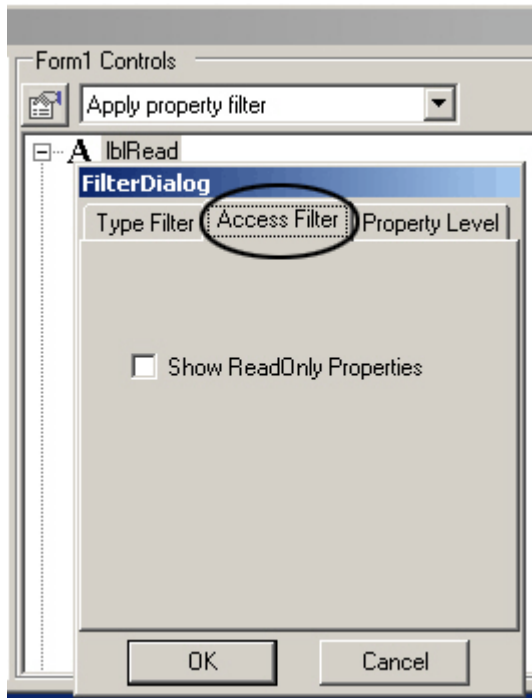 Form1 Controls
Apply property filter
A lblRead
FilterDialog
Type Filter Access Filter Property Level
Show ReadOnly Properties
OK Cancel